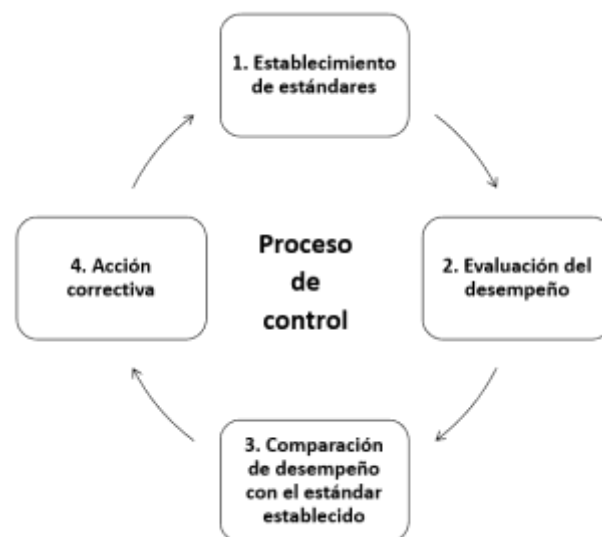 1. Establecimiento
de estándares
2. Evaluación del
desempeño
3. Comparación
de desempeño
con el estándar
establecido
4. Acción
correctiva
Proceso
de
control